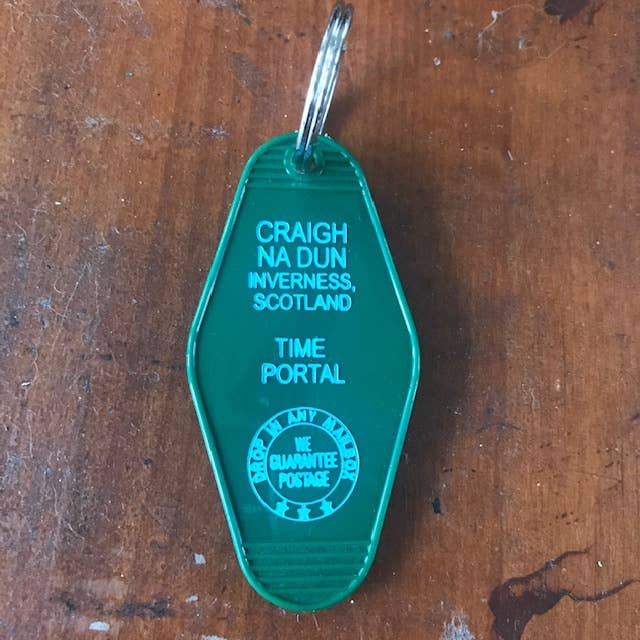 CRAIGH
NA DUN
INVERNESS,
SCOTLAND
TIME
PORTAL
DROP IN ANY MAILBOX
WE
GUARANTEE
POSTAGE